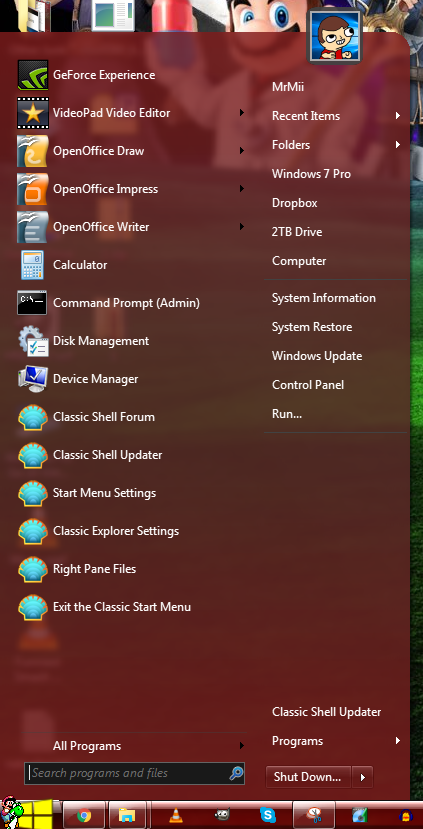 GeForce Experience
VideoPad Video Editor
OpenOffice Draw
OpenOffice Impress
OpenOffice Writer
Calculator
C:\_
Command Prompt (Admin)
Disk Management
Device Manager
Classic Shell Forum
Classic Shell Updater
Start Menu Settings
Classic Explorer Settings
Right Pane Files
Exit the Classic Start Menu
All Programs
Search programs and files
MrMii
Recent Items
Folders
Windows 7 Pro
Dropbox
2TB Drive
Computer
System Information
System Restore
Windows Update
Control Panel
Run...
Classic Shell Updater
Programs
Shut Down...